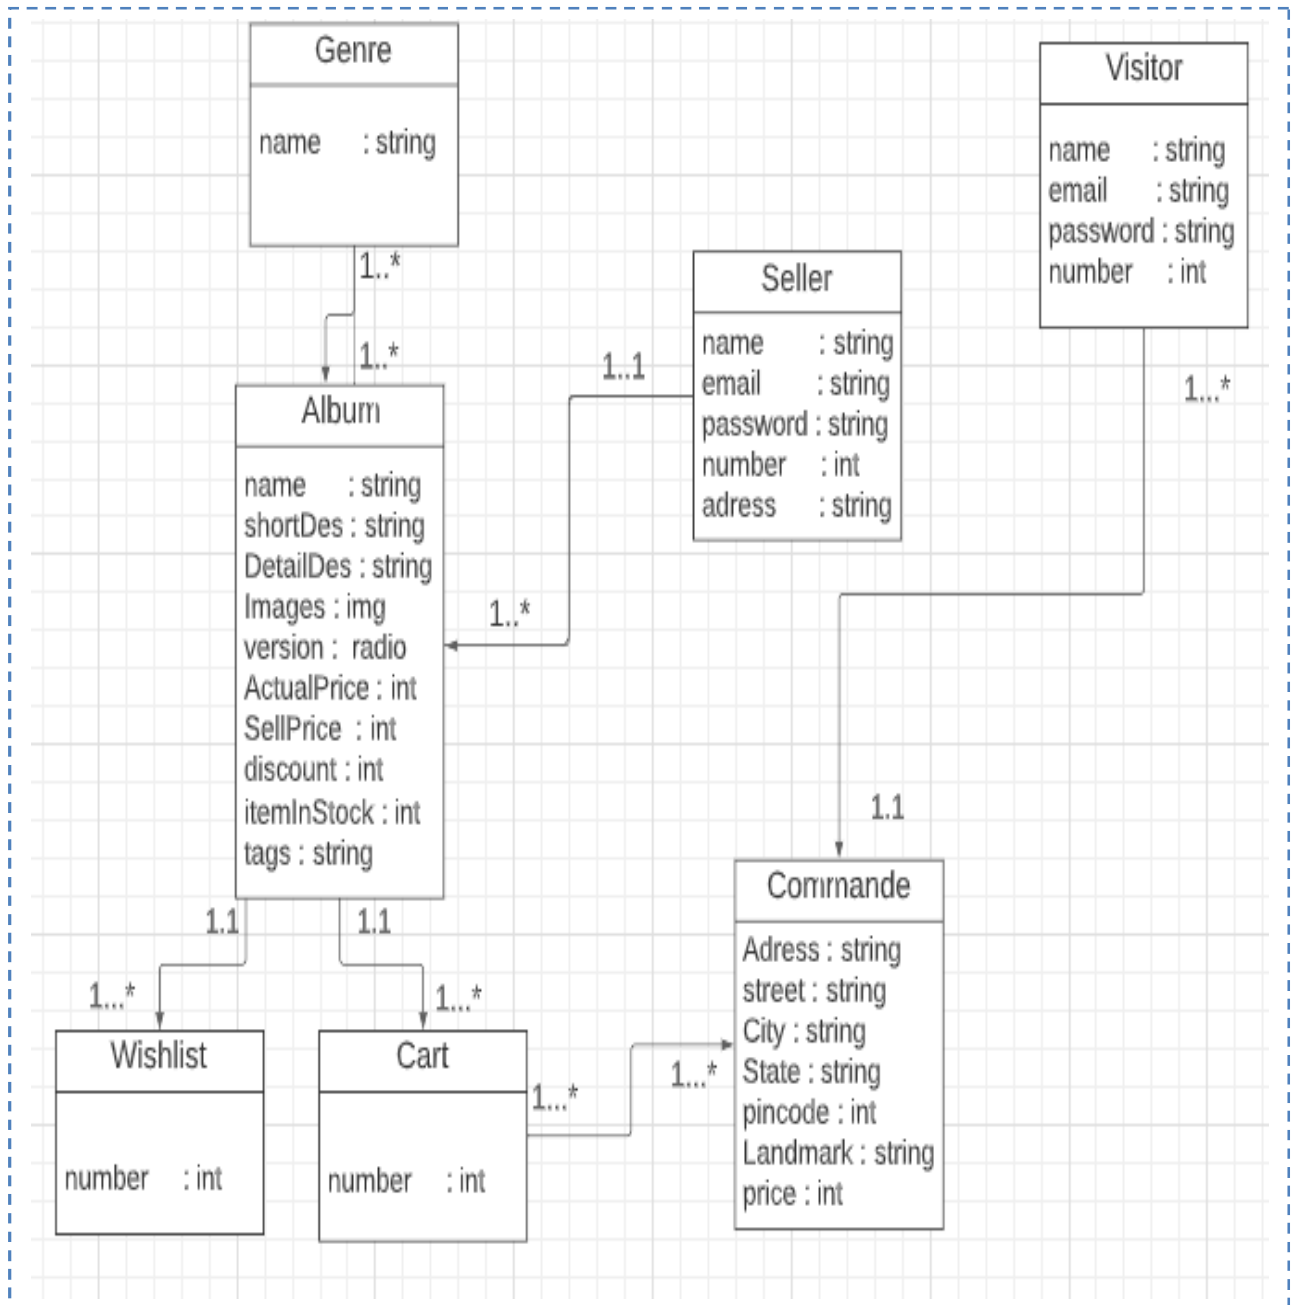 Genre
name : string
1..*
1..*
Visitor
name : string
email : string
password : string
number : int
1...*
Seller
name : string
email : string
password : string
number : int
adress : string
1..1
1..*
Album
name : string
shortDes : string
DetailDes : string
Images : img
version : radio
ActualPrice : int
SellPrice : int
discount : int
itemInStock : int
tags : string
1.1
1.1
1...*
1...*
Wishlist
number : int
Cart
number : int
1...*
1...*
1.1
Commande
Adress : string
street : string
City : string
State : string
pincode : int
Landmark : string
price : int